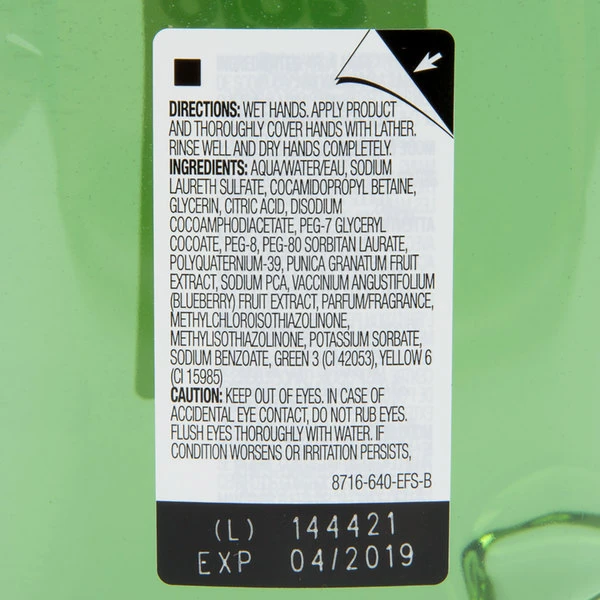 DIRECTIONS: WET HANDS. APPLY PRODUCT
AND THOROUGHLY COVER HANDS WITH LATHER.
RINSE WELL AND DRY HANDS COMPLETELY.
INGREDIENTS: AQUA/WATER/EAU, SODIUM
LAURETH SULFATE, COCAMIDOPROPYL BETAINE,
GLYCERIN, CITRIC ACID, DISODIUM
COCOAMPHODIACETATE, PEG-7 GLYCERYL
COCOATE, PEG-8, PEG-80 SORBITAN LAURATE,
POLYQUATERNIUM-39, PUNICA GRANATUM FRUIT
EXTRACT, SODIUM PCA, VACCINIUM ANGUSTIFOLIUM
(BLUEBERRY) FRUIT EXTRACT, PARFUM/FRAGRANCE,
METHYLCHLOROISOTHIAZOLINONE,
METHYLISOTHIAZOLINONE, POTASSIUM SORBATE,
SODIUM BENZOATE, GREEN 3 (CI 42053), YELLOW 6
(CI 15985)
CAUTION: KEEP OUT OF EYES. IN CASE OF
ACCIDENTAL EYE CONTACT, DO NOT RUB EYES.
FLUSH EYES THOROUGHLY WITH WATER. IF
CONDITION WORSENS OR IRRITATION PERSISTS,
8716-640-EFS-B
(L) 144421
EXP 04/2019